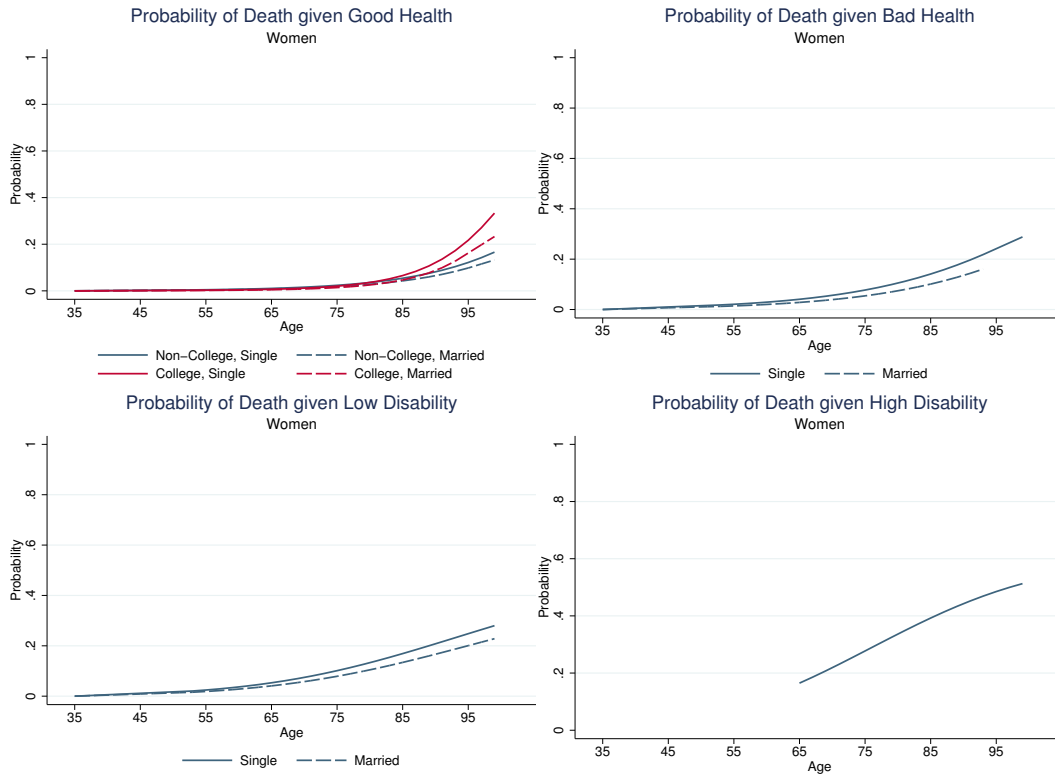 Probability of Death given Good Health
Women
Probability
0 .2 .4 .6 .8 1
35 45 55 65 75 85 95
Age
Non−College, Single Non−College, Married
College, Single College, Married
Probability of Death given Bad Health
Women
Probability
0 .2 .4 .6 .8 1
35 45 55 65 75 85 95
Age
Single Married
Probability of Death given Low Disability
Women
Probability
0 .2 .4 .6 .8 1
35 45 55 65 75 85 95
Age
Single Married
Probability of Death given High Disability
Women
Probability
0 .2 .4 .6 .8 1
35 45 55 65 75 85 95
Age